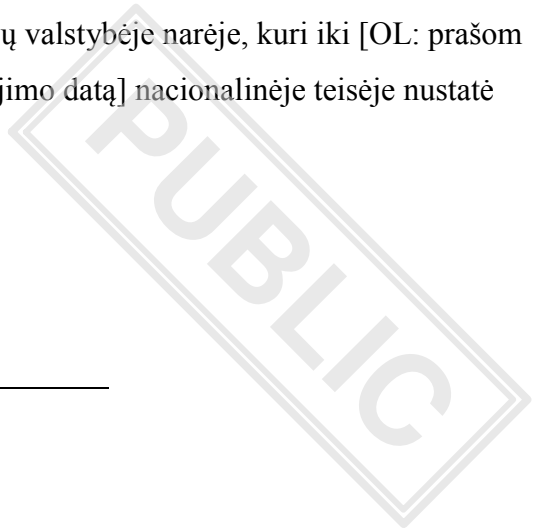 ų valstybėje narėje, kuri iki [OL: prašom
jimo datą] nacionalinėje teisėje nustatė
PUBLIC